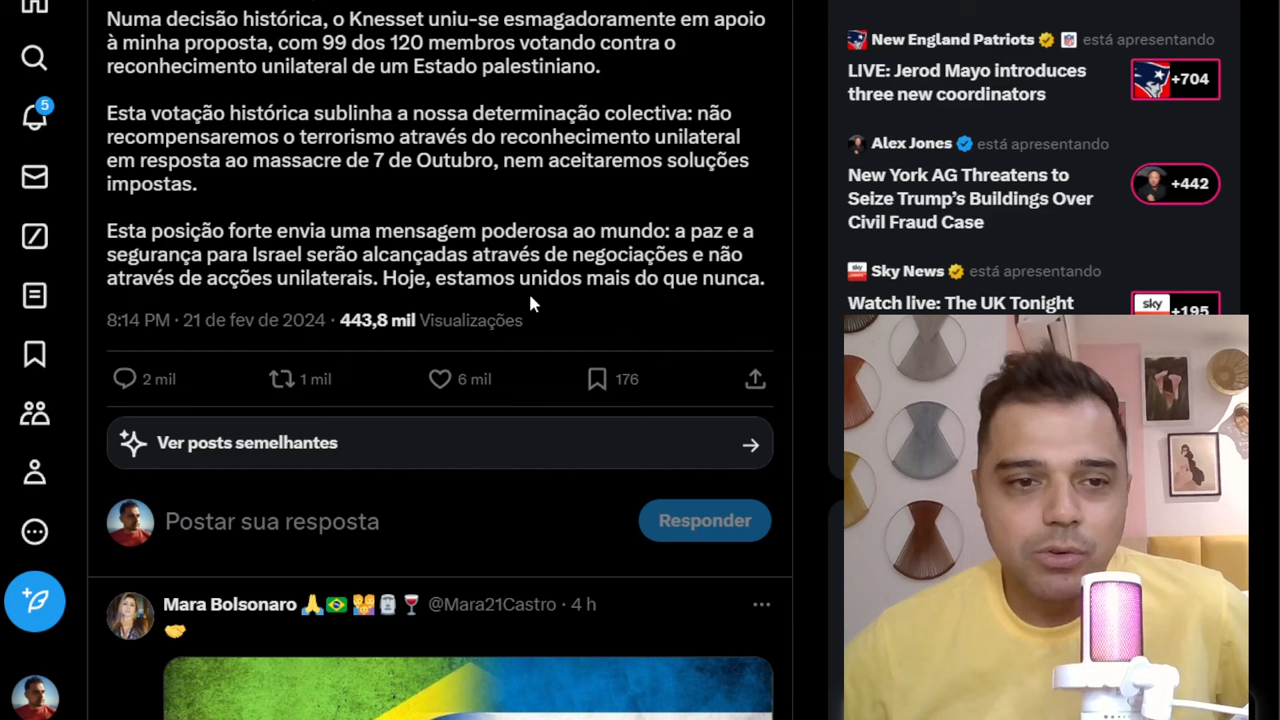 Numa decisão histórica, o Knesset uniu-se esmagadoramente em apoio
à minha proposta, com 99 dos 120 membros votando contra o
reconhecimento unilateral de um Estado palestiniano.
Esta votação histórica sublinha a nossa determinação colectiva: não
recompensaremos o terrorismo através do reconhecimento unilateral
em resposta ao massacre de 7 de Outubro, nem aceitaremos soluções
impostas.
Esta posição forte envia uma mensagem poderosa ao mundo: a paz e a
segurança para Israel serão alcançadas através de negociações e não
através de acções unilaterais. Hoje, estamos unidos mais do que nunca.
8:14 PM · 21 de fev de 2024 · 443,8 mil Visualizações
2 mil 1 mil 6 mil 176
Ver posts semelhantes
Postar sua resposta Responder
Mara Bolsonaro 🙏🇧🇷👨‍👩‍👧🗿🍷 @Mara21Castro · 4 h
🤝
5
New England Patriots está apresentando
LIVE: Jerod Mayo introduces
three new coordinators
+704
Alex Jones está apresentando
New York AG Threatens to
Seize Trump’s Buildings Over
Civil Fraud Case
+442
Sky News está apresentando
Watch live: The UK Tonight
sky +195